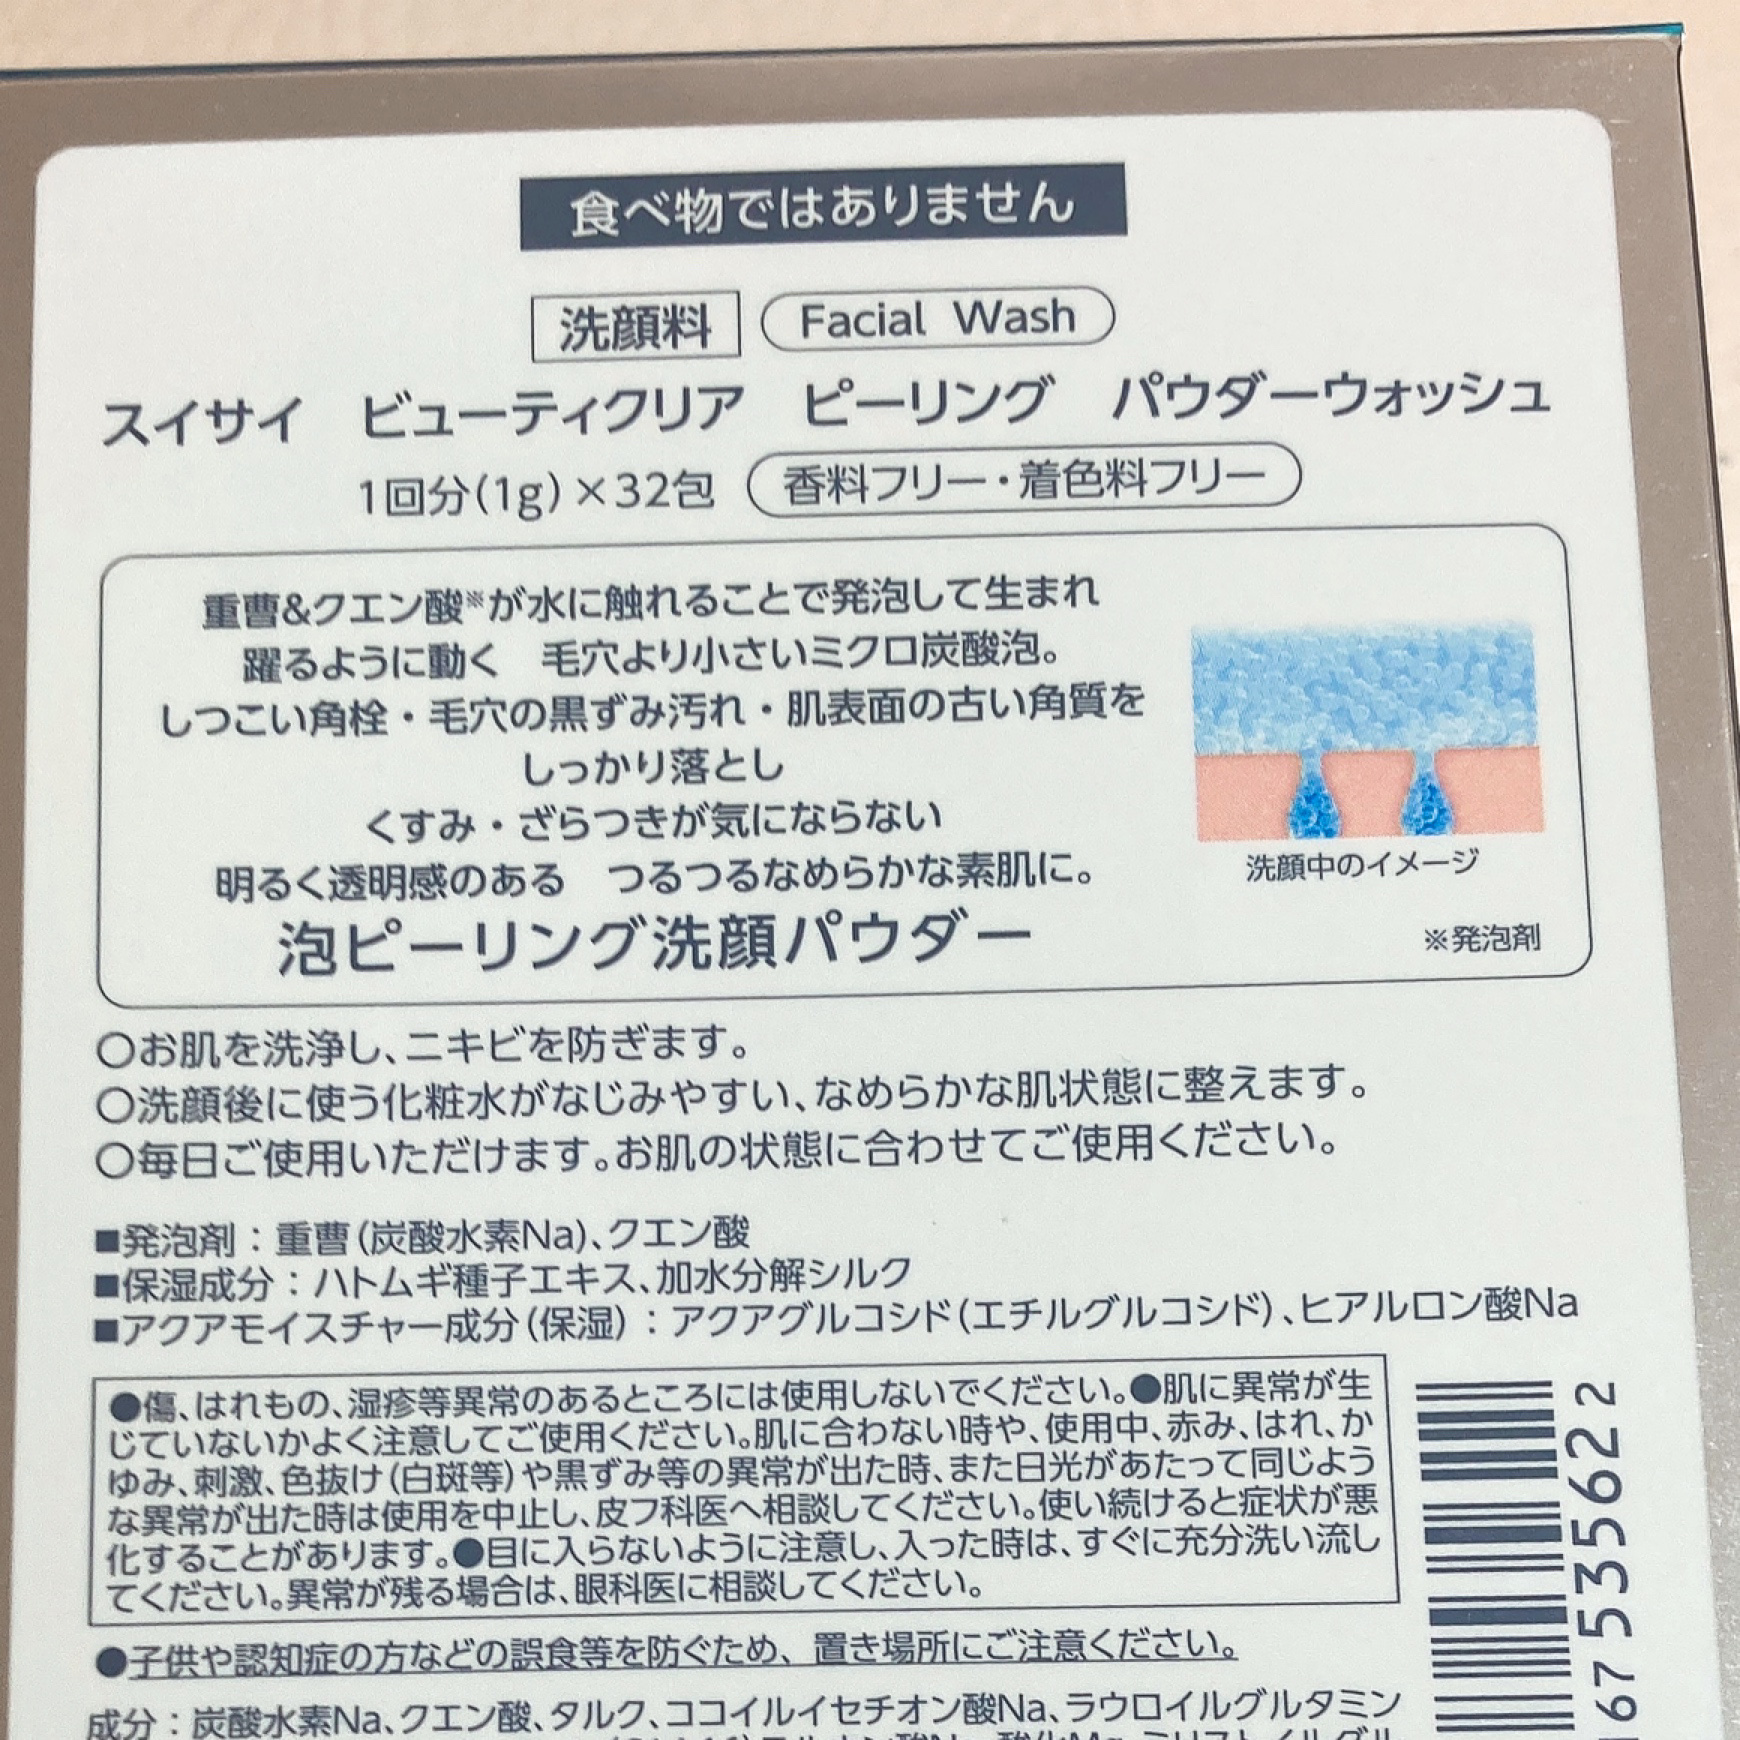 食べ物ではありません
洗顔料 Facial Wash
スイサイ ビューティクリア ピーリング パウダーウォッシュ
1回分(1g)×32包 香料フリー・着色料フリー
重曹&クエン酸※が水に触れることで発泡して生まれ
躍るように動く 毛穴より小さいミクロ炭酸泡。
しつこい角栓・毛穴の黒ずみ汚れ・肌表面の古い角質を
しっかり落とし
くすみ・ざらつきが気にならない
明るく透明感のある つるつるなめらかな素肌に。
泡ピーリング洗顔パウダー
洗顔中のイメージ
※発泡剤
○お肌を洗浄し、ニキビを防ぎます。
○洗顔後に使う化粧水がなじみやすい、なめらかな肌状態に整えます。
○毎日ご使用いただけます。お肌の状態に合わせてご使用ください。
■発泡剤:重曹(炭酸水素Na)、クエン酸
■保湿成分:ハトムギ種子エキス、加水分解シルク
■アクアモイスチャー成分(保湿):アクアグルコシド(エチルグルコシド)、ヒアルロン酸Na
●傷、はれもの、湿疹等異常のあるところには使用しないでください。●肌に異常が生
じていないかよく注意してご使用ください。肌に合わない時や、使用中、赤み、はれ、か
ゆみ、刺激、色抜け(白斑等)や黒ずみ等の異常が出た時、また日光があたって同じよう
な異常が出た時は使用を中止し、皮フ科医へ相談してください。使い続けると症状が悪
化することがあります。●目に入らないように注意し、入った時は、すぐに充分洗い流し
てください。異常が残る場合は、眼科医に相談してください。
●子供や認知症の方などの誤食等を防ぐため、置き場所にご注意ください。
成分:炭酸水素Na、クエン酸、タルク、ココイルイセチオン酸Na、ラウロイルグルタミン
67535622